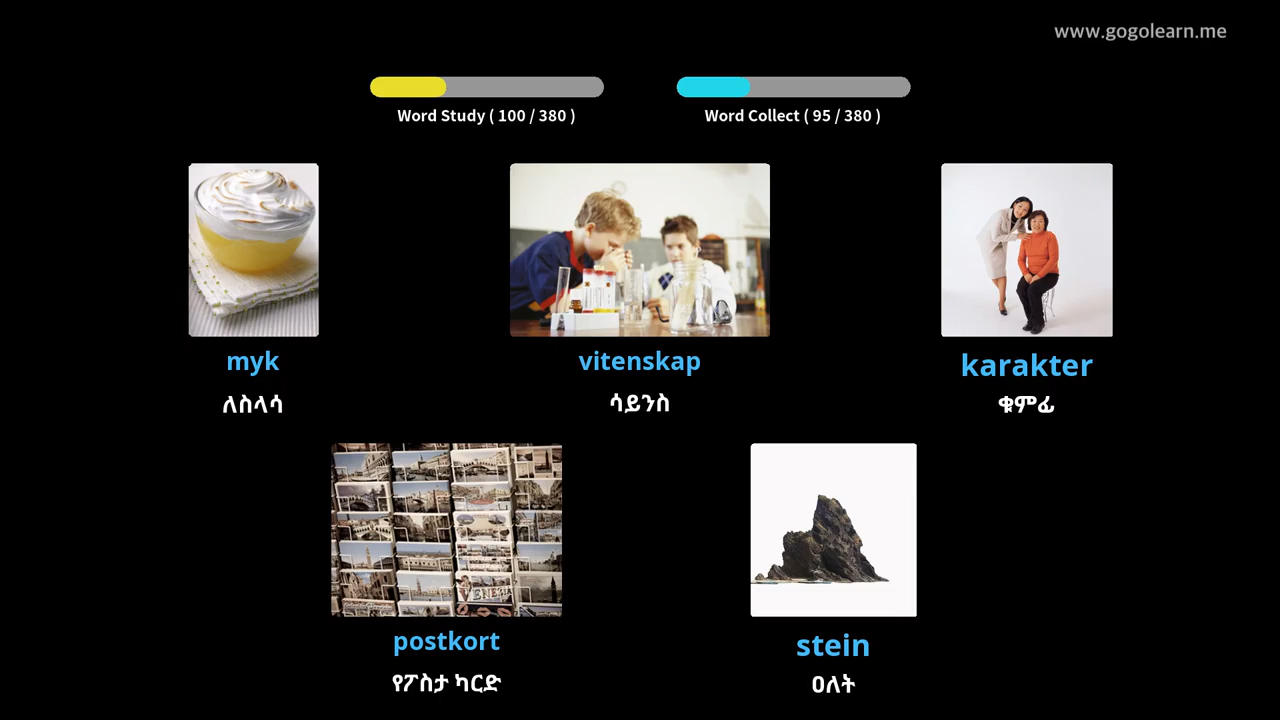 www.gogolearn.me
Word Study ( 100 / 380 )
Word Collect ( 95 / 380 )
myk
ለስላሳ
vitenskap
ሳይንስ
karakter
ቁምፊ
postkort
የፖስታ ካርድ
stein
ዐለት